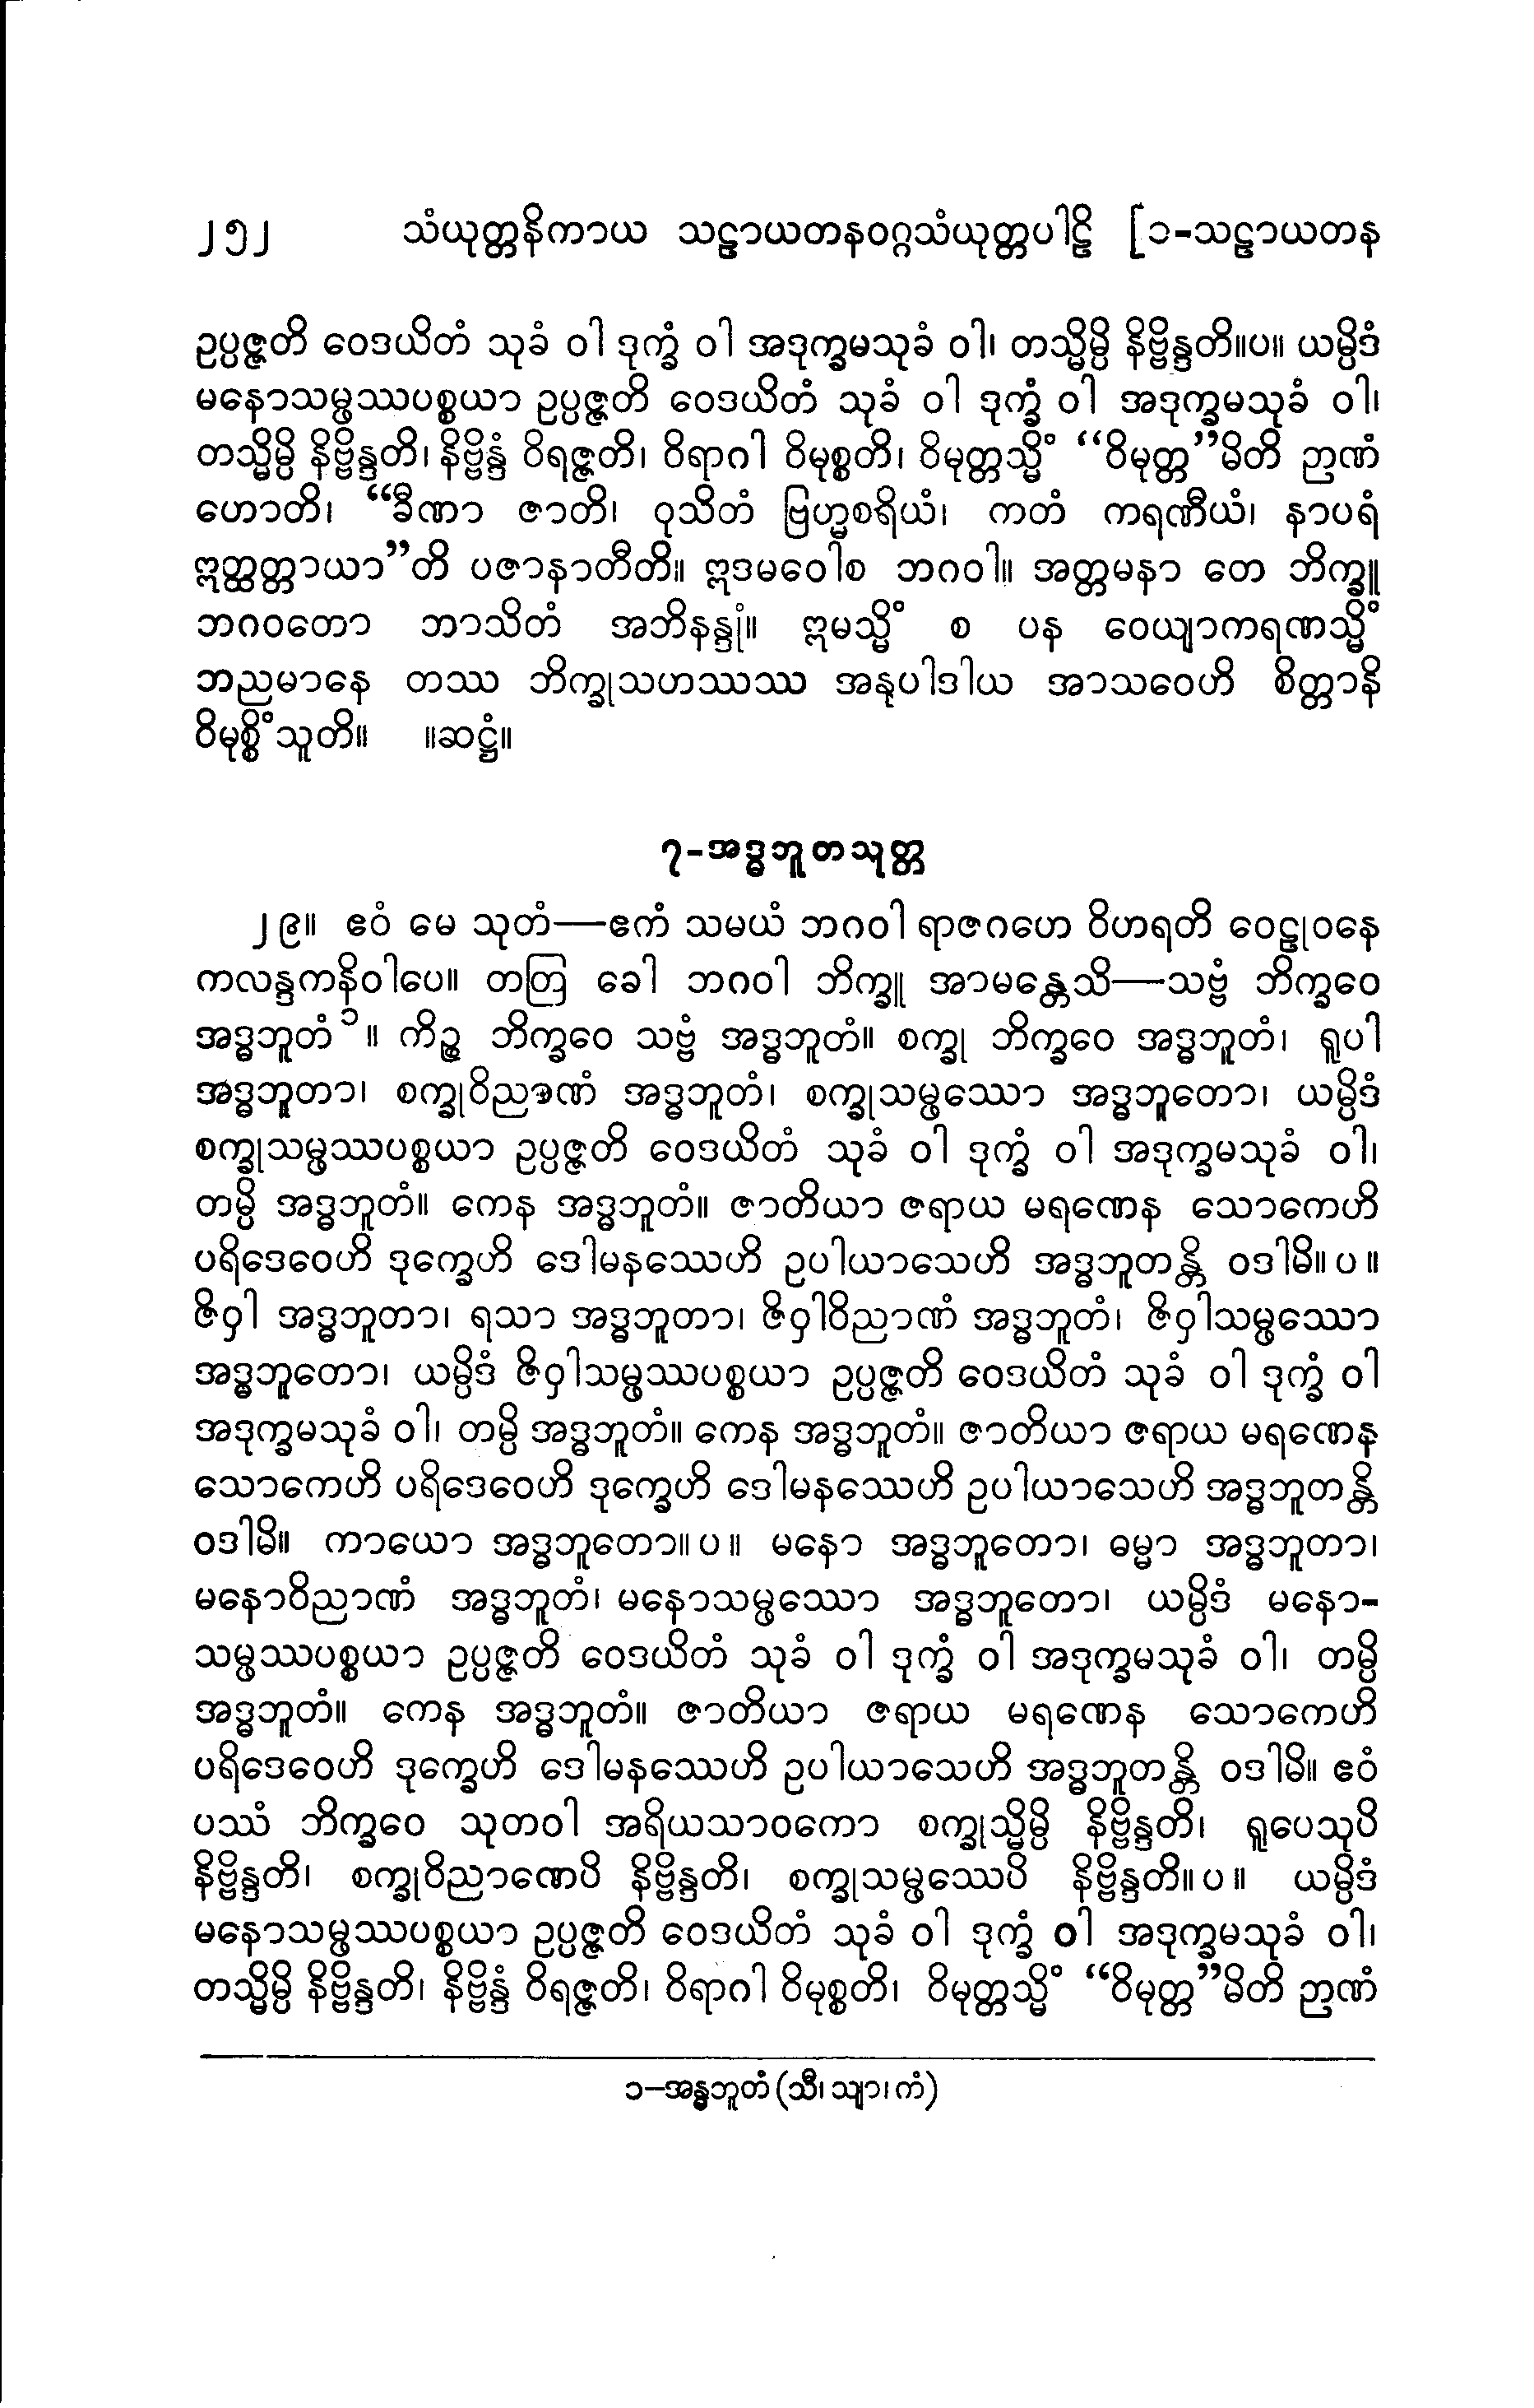 ၂၅၂ သံယုတ္တနိကာယ သဠာယတနဝဂ္ဂသံယုတ္တပါဠိ [၁-သဠာယတန
ဥပ္ပဇ္ဇတိ ဝေဒယိတံ သုခံ ဝါ ဒုက္ခံ ဝါ အဒုက္ခမသုခံ ဝါ၊ တသ္မိမ္ပိ နိဗ္ဗိန္ဒတိ။ပ။ ယမ္ပိဒံ
မနောသမ္ဖဿပစ္စယာ ဥပ္ပဇ္ဇတိ ဝေဒယိတံ သုခံ ဝါ ဒုက္ခံ ဝါ အဒုက္ခမသုခံ ဝါ၊
တသ္မိမ္ပိ နိဗ္ဗိန္ဒတိ၊ နိဗ္ဗိန္ဒံ ဝိရဇ္ဇတိ၊ ဝိရာဂါ ဝိမုစ္စတိ၊ ဝိမုတ္တသ္မိံ “ဝိမုတ္တ”မိတိ ဉာဏံ
ဟောတိ၊ “ခီဏာ ဇာတိ၊ ဝုသိတံ ဗြဟ္မစရိယံ၊ ကတံ ကရဏီယံ၊ နာပရံ
ဣတ္ထတ္တာယာ”တိ ပဇာနာတီတိ။ ဣဒမဝေါစ ဘဂဝါ။ အတ္တမနာ တေ ဘိက္ခူ
ဘဂဝတော ဘာသိတံ အဘိနန္ဒုံ။ ဣမသ္မိံ စ ပန ဝေယျာကရဏသ္မိံ
ဘညမာနေ တဿ ဘိက္ခုသဟဿဿ အနုပါဒါယ အာသဝေဟိ စိတ္တာနိ
ဝိမုစ္စိံသူတိ။ ။ဆဋ္ဌံ။
၇-အဒ္ဓဘူတသုတ္တ
၂၉။ ဧဝံ မေ သုတံ—ဧကံ သမယံ ဘဂဝါ ရာဇဂဟေ ဝိဟရတိ ဝေဠုဝနေ
ကလန္ဒကနိဝါပေ။ တတြ ခေါ ဘဂဝါ ဘိက္ခူ အာမန္တေသိ—သဗ္ဗံ ဘိက္ခဝေ
အဒ္ဓဘူတံ၁။ ကိဉ္စ ဘိက္ခဝေ သဗ္ဗံ အဒ္ဓဘူတံ။ စက္ခု ဘိက္ခဝေ အဒ္ဓဘူတံ၊ ရူပါ
အဒ္ဓဘူတာ၊ စက္ခုဝိညာဏံ အဒ္ဓဘူတံ၊ စက္ခုသမ္ဖဿော အဒ္ဓဘူတော၊ ယမ္ပိဒံ
စက္ခုသမ္ဖဿပစ္စယာ ဥပ္ပဇ္ဇတိ ဝေဒယိတံ သုခံ ဝါ ဒုက္ခံ ဝါ အဒုက္ခမသုခံ ဝါ၊
တမ္ပိ အဒ္ဓဘူတံ။ ကေန အဒ္ဓဘူတံ။ ဇာတိယာ ဇရာယ မရဏေန သောကေဟိ
ပရိဒေဝေဟိ ဒုက္ခေဟိ ဒေါမနဿေဟိ ဥပါယာသေဟိ အဒ္ဓဘူတန္တိ ဝဒါမိ။ပ။
ဇိဝှါ အဒ္ဓဘူတာ၊ ရသာ အဒ္ဓဘူတာ၊ ဇိဝှါဝိညာဏံ အဒ္ဓဘူတံ၊ ဇိဝှါသမ္ဖဿော
အဒ္ဓဘူတော၊ ယမ္ပိဒံ ဇိဝှါသမ္ဖဿပစ္စယာ ဥပ္ပဇ္ဇတိ ဝေဒယိတံ သုခံ ဝါ ဒုက္ခံ ဝါ
အဒုက္ခမသုခံ ဝါ၊ တမ္ပိ အဒ္ဓဘူတံ။ ကေန အဒ္ဓဘူတံ။ ဇာတိယာ ဇရာယ မရဏေန
သောကေဟိ ပရိဒေဝေဟိ ဒုက္ခေဟိ ဒေါမနဿေဟိ ဥပါယာသေဟိ အဒ္ဓဘူတန္တိ
ဝဒါမိ။ ကာယော အဒ္ဓဘူတော။ပ။ မနော အဒ္ဓဘူတော၊ ဓမ္မာ အဒ္ဓဘူတာ၊
မနောဝိညာဏံ အဒ္ဓဘူတံ၊ မနောသမ္ဖဿော အဒ္ဓဘူတော၊ ယမ္ပိဒံ မနော-
သမ္ဖဿပစ္စယာ ဥပ္ပဇ္ဇတိ ဝေဒယိတံ သုခံ ဝါ ဒုက္ခံ ဝါ အဒုက္ခမသုခံ ဝါ၊ တမ္ပိ
အဒ္ဓဘူတံ။ ကေန အဒ္ဓဘူတံ။ ဇာတိယာ ဇရာယ မရဏေန သောကေဟိ
ပရိဒေဝေဟိ ဒုက္ခေဟိ ဒေါမနဿေဟိ ဥပါယာသေဟိ အဒ္ဓဘူတန္တိ ဝဒါမိ။ ဧဝံ
ပဿံ ဘိက္ခဝေ သုတဝါ အရိယသာဝကော စက္ခုသ္မိမ္ပိ နိဗ္ဗိန္ဒတိ၊ ရူပေသုပိ
နိဗ္ဗိန္ဒတိ၊ စက္ခုဝိညာဏေပိ နိဗ္ဗိန္ဒတိ၊ စက္ခုသမ္ဖဿေပိ နိဗ္ဗိန္ဒတိ။ပ။ ယမ္ပိဒံ
မနောသမ္ဖဿပစ္စယာ ဥပ္ပဇ္ဇတိ ဝေဒယိတံ သုခံ ဝါ ဒုက္ခံ ဝါ အဒုက္ခမသုခံ ဝါ၊
တသ္မိမ္ပိ နိဗ္ဗိန္ဒတိ၊ နိဗ္ဗိန္ဒံ ဝိရဇ္ဇတိ၊ ဝိရာဂါ ဝိမုစ္စတိ၊ ဝိမုတ္တသ္မိံ “ဝိမုတ္တ”မိတိ ဉာဏံ
၁–အန္ဓဘူတံ (သီ၊ သျာ၊ ကံ)